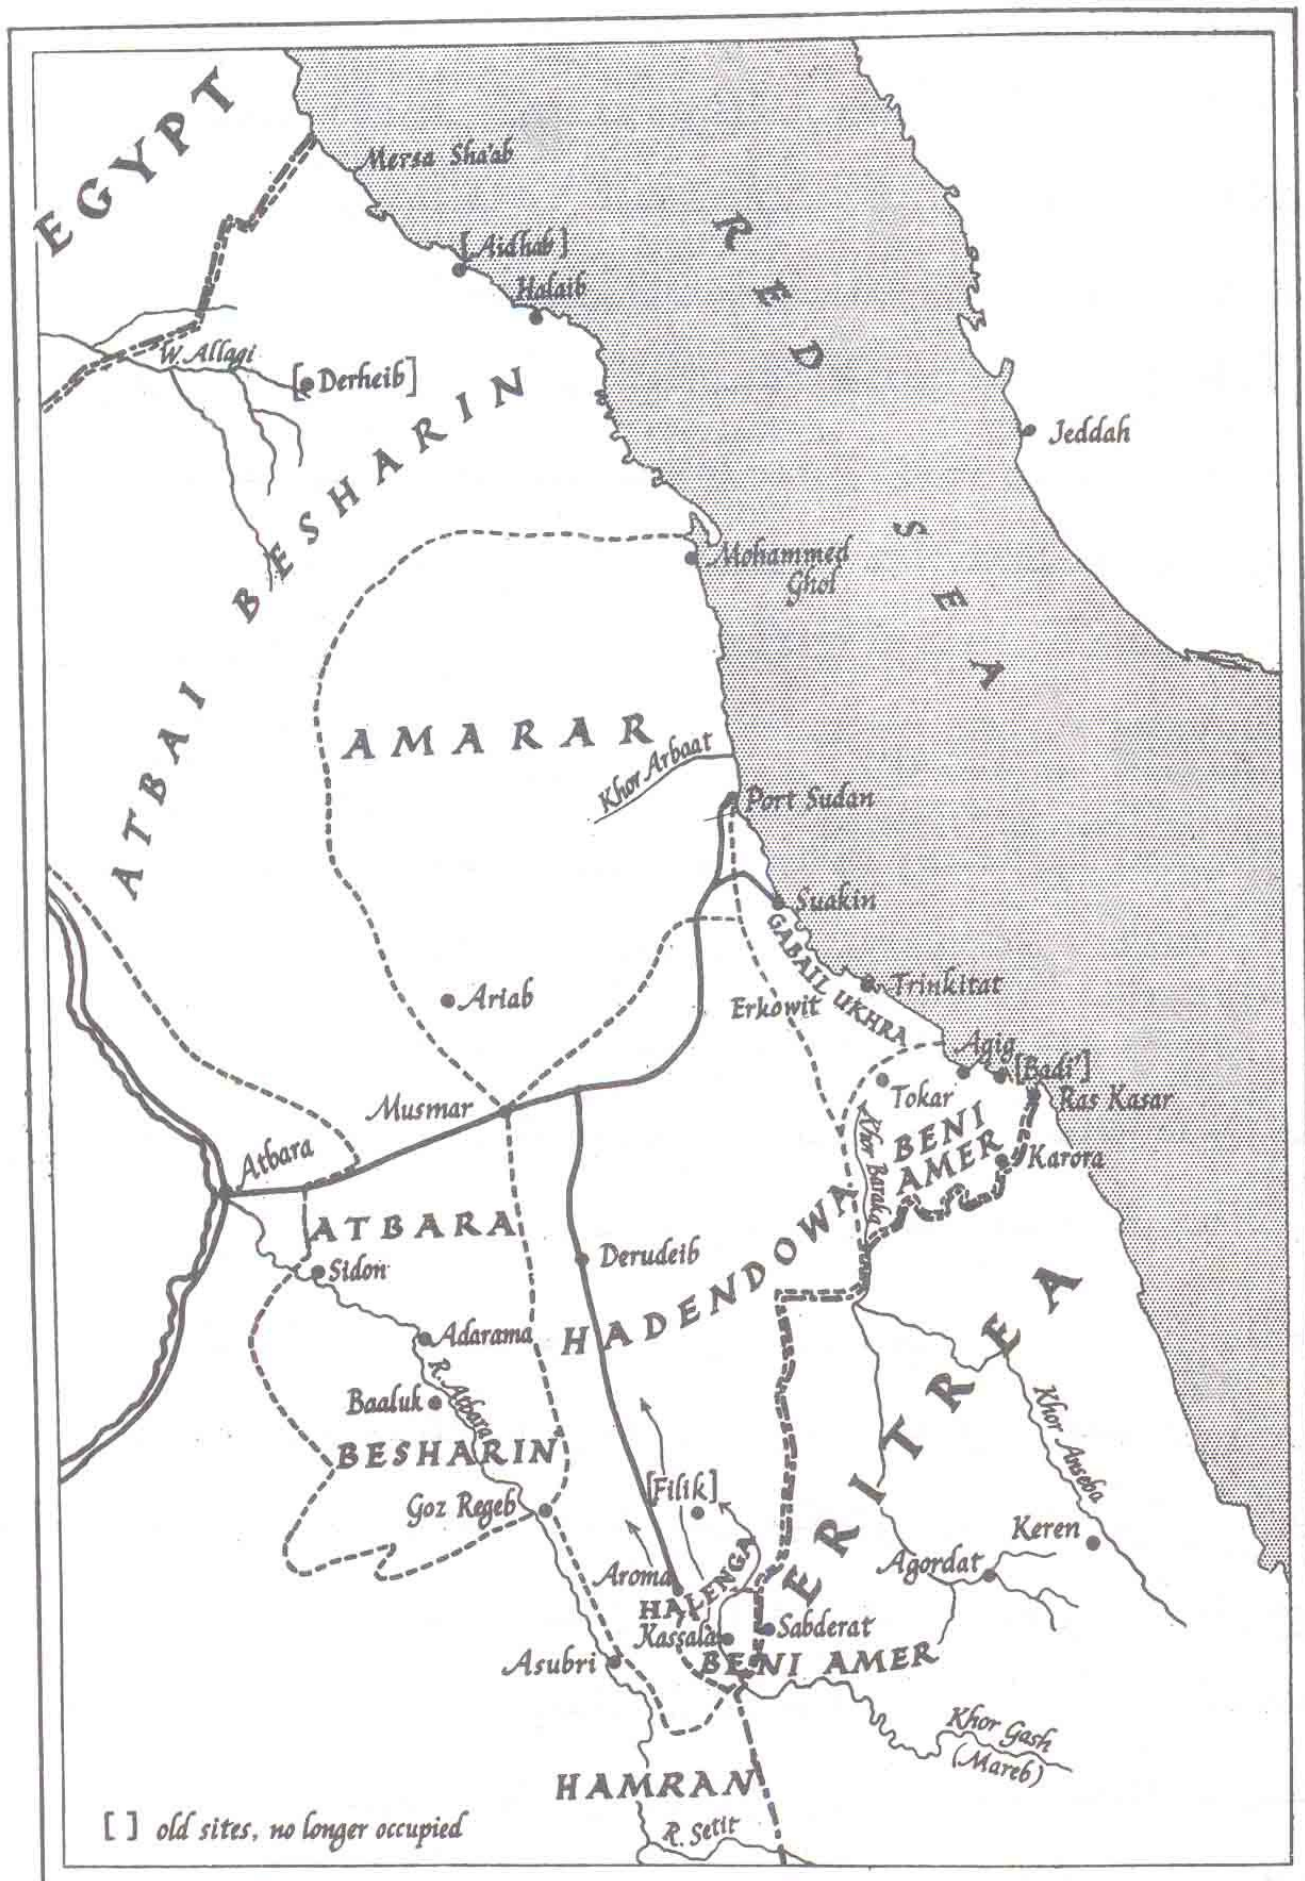 EGYPT
Mersa Sha'ab
[Aidhab]
Halaib
RED SEA
W. Allagi
[Derheib]
Jeddah
ATBAI BESHARIN
Mohammed
Ghol
AMARAR
Khor Arbaat
Port Sudan
Suakin
GABAIL UKHRA
Trinkitat
Ariab
Erkowit
Agig
[Badi']
Tokar
Ras Kasar
Musmar
BENI
AMER
Karora
Khor Baraka
Atbara
ATBARA
Derudeib
HADENDOWA
Sidon
Adarama
R. Atbara
Baaluk
BESHARIN
Goz Regeb
[Filik]
ERITREA
Khor Anseba
Keren
Agordat
Aroma
HALENGA
Kassala
Sabderat
Asubri
BENI AMER
Khor Gash
(Mareb)
HAMRAN
R. Setit
[ ] old sites, no longer occupied